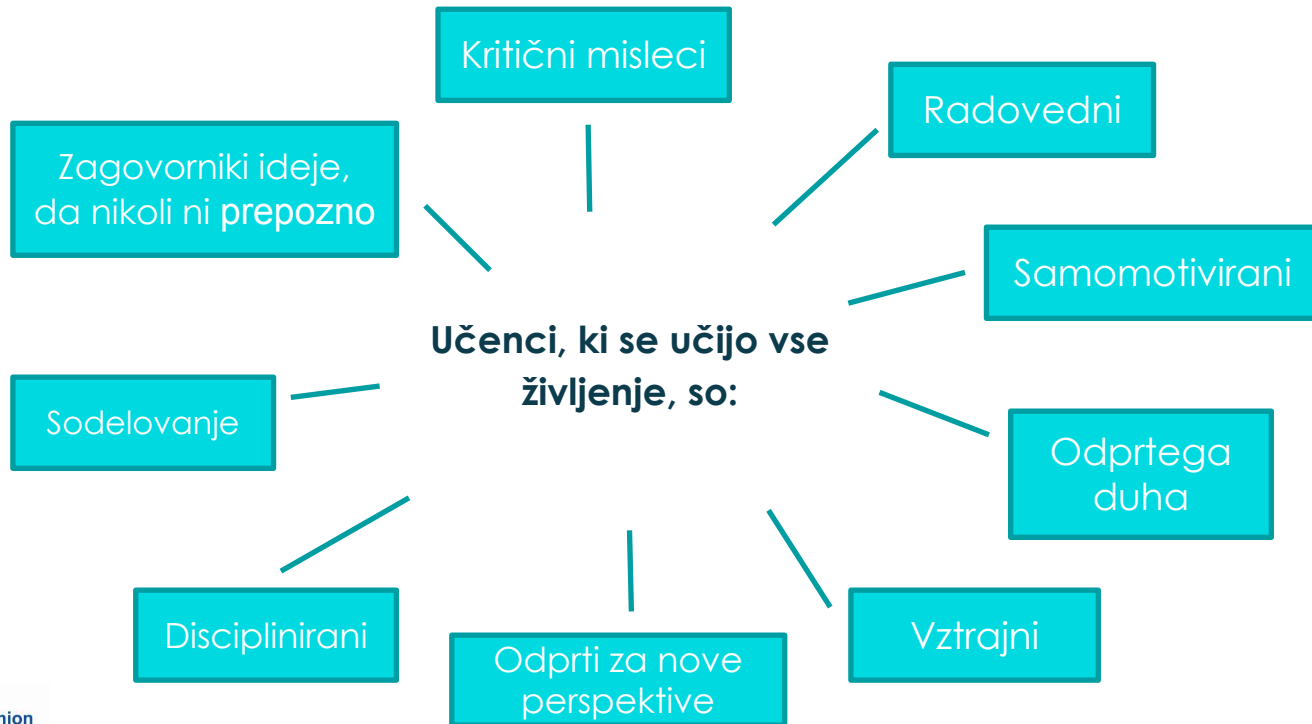 Kritični misleci
Radovedni
Zagovorniki ideje,
da nikoli ni prepozno
Samomotivirani
Učenci, ki se učijo vse
življenje, so:
Sodelovanje
Odprtega
duha
Disciplinirani
Vztrajni
Odprti za nove
perspektive